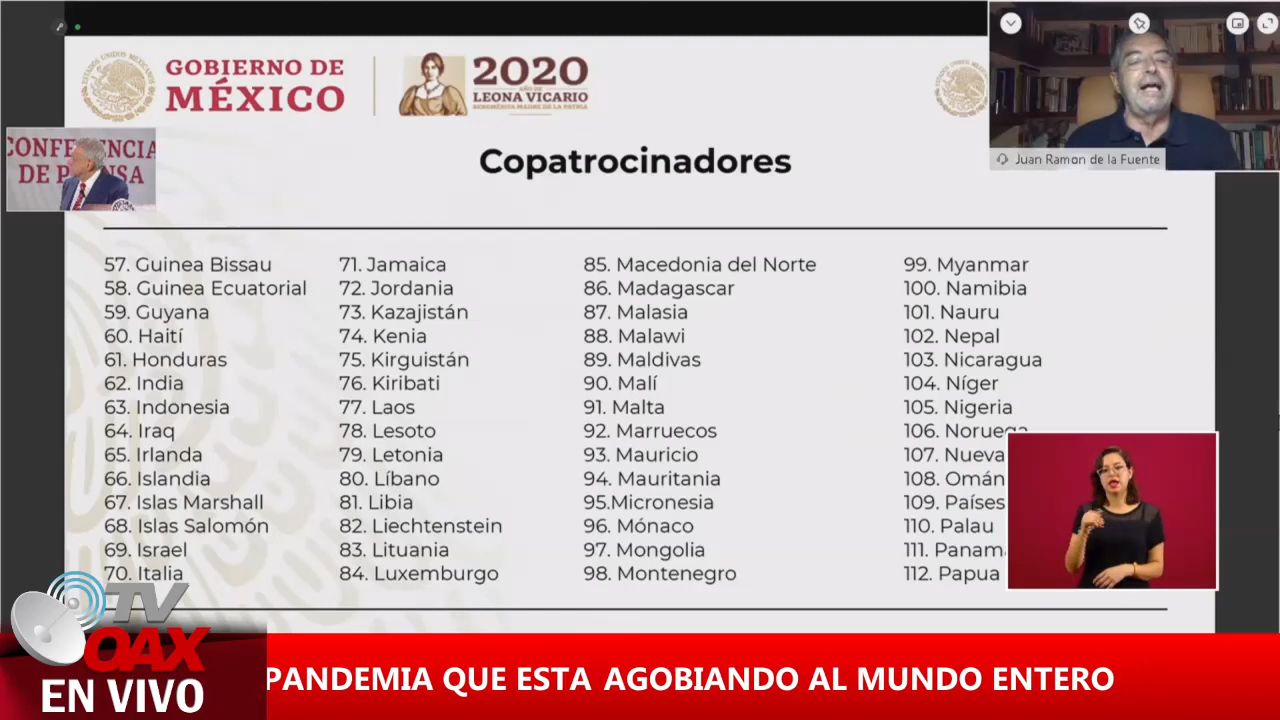 GOBIERNO DE
MÉXICO
2020
LEONA VICARIO
BENEMÉRITA MADRE DE LA PATRIA
Juan Ramon de la Fuente
CONFERENCIA
DE PRENSA
Copatrocinadores
57. Guinea Bissau
58. Guinea Ecuatorial
59. Guyana
60. Haití
61. Honduras
62. India
63. Indonesia
64. Iraq
65. Irlanda
66. Islandia
67. Islas Marshall
68. Islas Salomón
69. Israel
70. Italia
71. Jamaica
72. Jordania
73. Kazajistán
74. Kenia
75. Kirguistán
76. Kiribati
77. Laos
78. Lesoto
79. Letonia
80. Líbano
81. Libia
82. Liechtenstein
83. Lituania
84. Luxemburgo
85. Macedonia del Norte
86. Madagascar
87. Malasia
88. Malawi
89. Maldivas
90. Malí
91. Malta
92. Marruecos
93. Mauricio
94. Mauritania
95.Micronesia
96. Mónaco
97. Mongolia
98. Montenegro
99. Myanmar
100. Namibia
101. Nauru
102. Nepal
103. Nicaragua
104. Níger
105. Nigeria
106. Noruega
107. Nueva
108. Omán
109. Países
110. Palau
111. Panam
112. Papua
TV
OAX
EN VIVO
PANDEMIA QUE ESTA AGOBIANDO AL MUNDO ENTERO